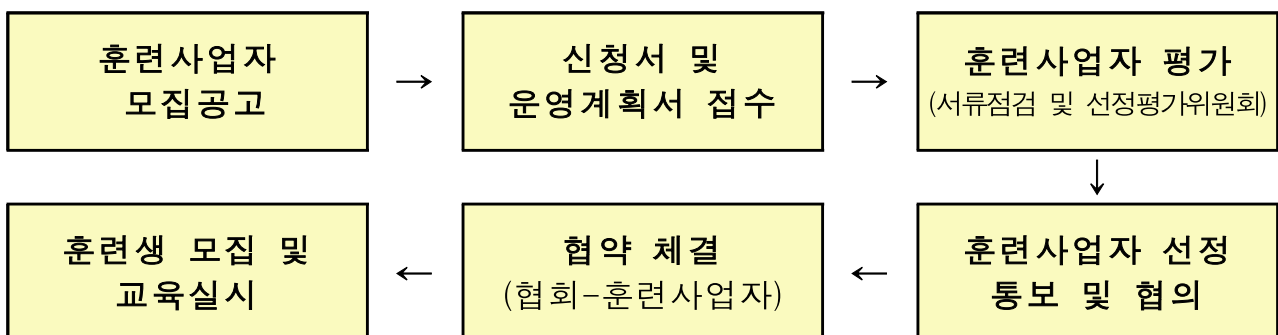 훈련사업자
모집공고
→
신청서 및
운영계획서 접수
→
훈련사업자 평가
(서류점검 및 선정평가위원회)
↓
훈련사업자 선정
통보 및 협의
←
협약 체결
(협회-훈련사업자)
←
훈련생 모집 및
교육실시